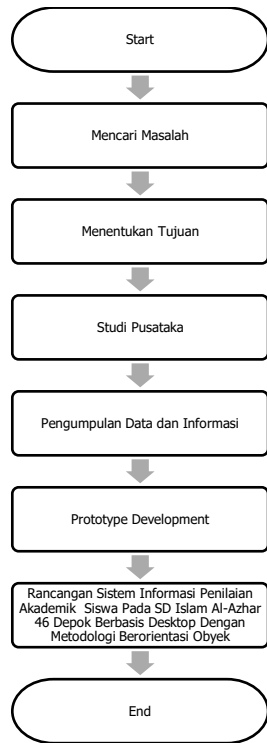 Start
Mencari Masalah
Menentukan Tujuan
Studi Pusataka
Pengumpulan Data dan Informasi
Prototype Development
Rancangan Sistem Informasi Penilaian
Akademik Siswa Pada SD Islam Al-Azhar
46 Depok Berbasis Desktop Dengan
Metodologi Berorientasi Obyek
End